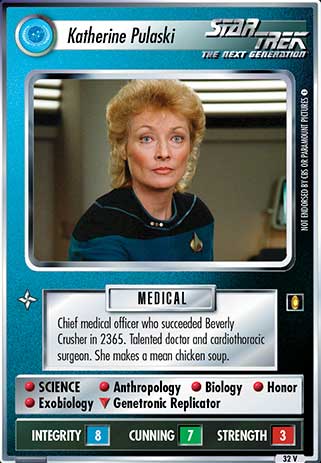 Katherine Pulaski
STAR TREK
THE NEXT GENERATION
NOT ENDORSED BY CBS OR PARAMOUNT PICTURES
MEDICAL
Chief medical officer who succeeded Beverly
Crusher in 2365. Talented doctor and cardiothoracic
surgeon. She makes a mean chicken soup.
SCIENCE Anthropology Biology Honor
Exobiology Genetronic Replicator
INTEGRITY 8 CUNNING 7 STRENGTH 3
32 V